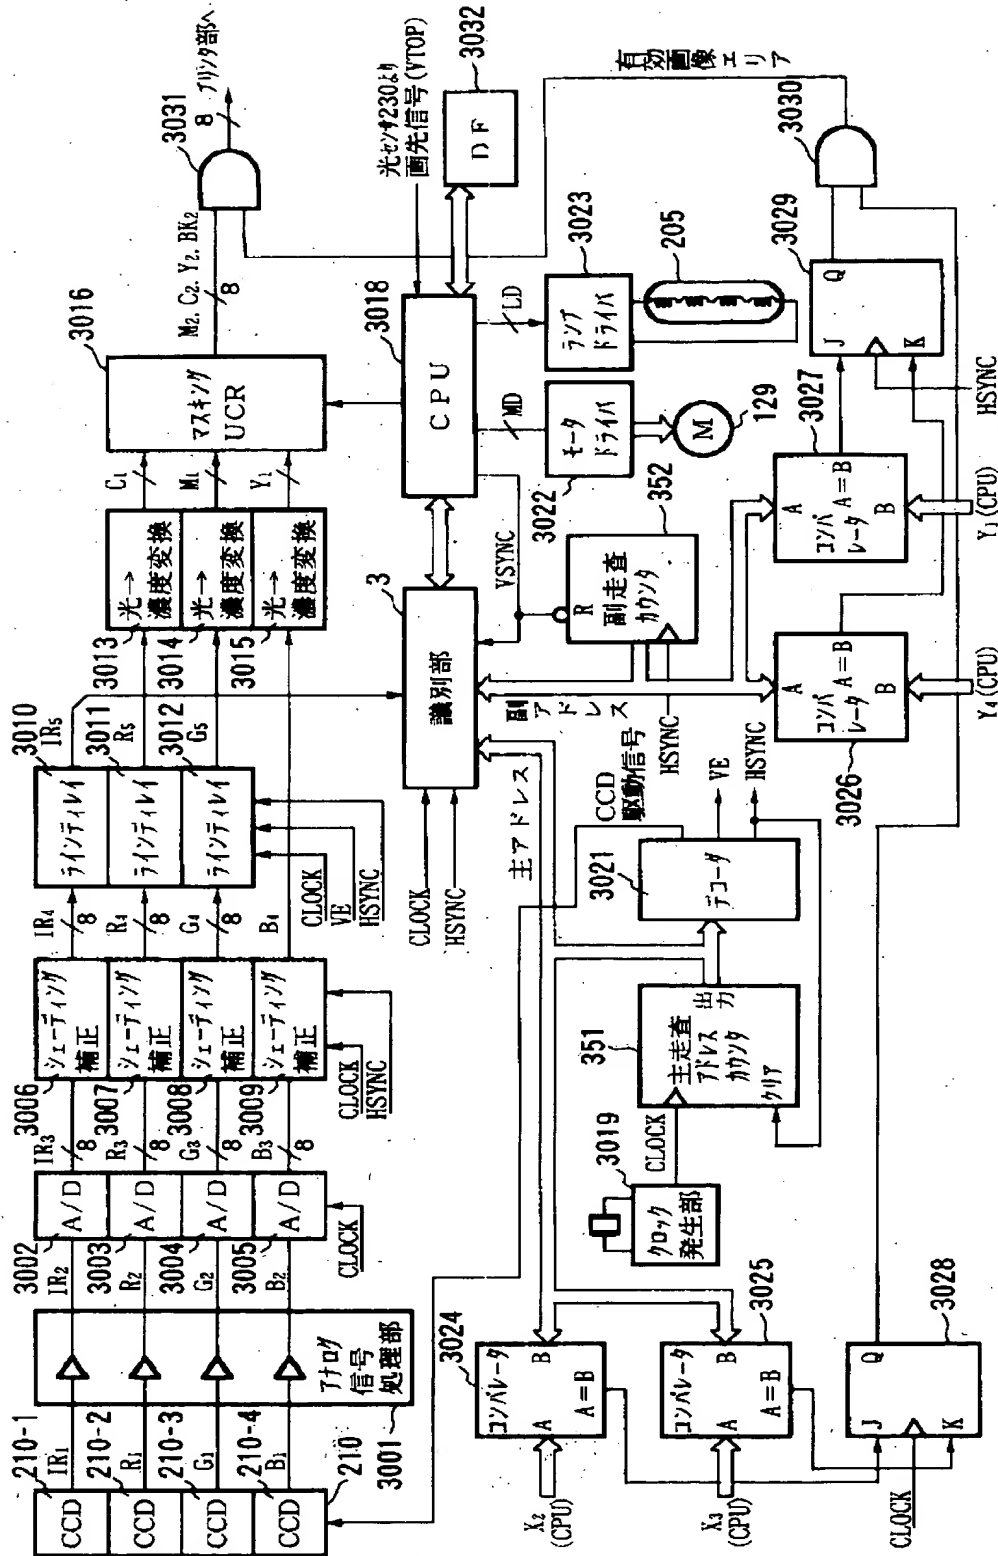 CCD
CCD
CCD
CCD
210-1
IR₁
210-2
R₁
210-3
G₁
210-4
B₁
210
3001
アナログ
信号
処理部
3002
IR₂
3003
R₂
3004
G₂
3005
B₂
A/D
A/D
A/D
A/D
CLOCK
IR₃
8
R₃
8
G₃
8
B₃
8
3006
シェーディング
補正
3007
シェーディング
補正
3008
シェーディング
補正
3009
シェーディング
補正
CLOCK
HSYNC
IR₄
8
R₄
8
G₄
8
B₄
ラインディレイ
ラインディレイ
ラインディレイ
CLOCK
VE
HSYNC
3010
IR₅
3011
R₅
3012
G₅
3013
光→
濃度変換
3014
光→
濃度変換
3015
光→
濃度変換
C₁
M₁
Y₁
3016
マスキング
UCR
M₂, C₂, Y₂, BK₂
8
3031
8
プリンタ部へ
光センサ230より
画先信号(VTOP)
3032
DF
3018
CPU
3
識別部
CLOCK
HSYNC
VSYNC
MD
LD
3022
モータ
ドライバ
M
129
3023
ランプ
ドライバ
205
352
R
副走査
カウンタ
HSYNC
副
アドレス
主アドレス
CCD
駆動信号
3021
デコーダ
VE
HSYNC
351
主走査
アドレス
カウンタ
出力
クリア
CLOCK
3019
クロック
発生部
3024
コンパレータ
A
B
A=B
X₂
(CPU)
3025
コンパレータ
A
B
A=B
X₃
(CPU)
3028
J
Q
K
CLOCK
3026
コンパ
レータ
A
A=B
B
Y₄(CPU)
3027
コンパ
レータ
A
A=B
B
Y₃(CPU)
3029
J
Q
K
HSYNC
3030
有効画像
エリア